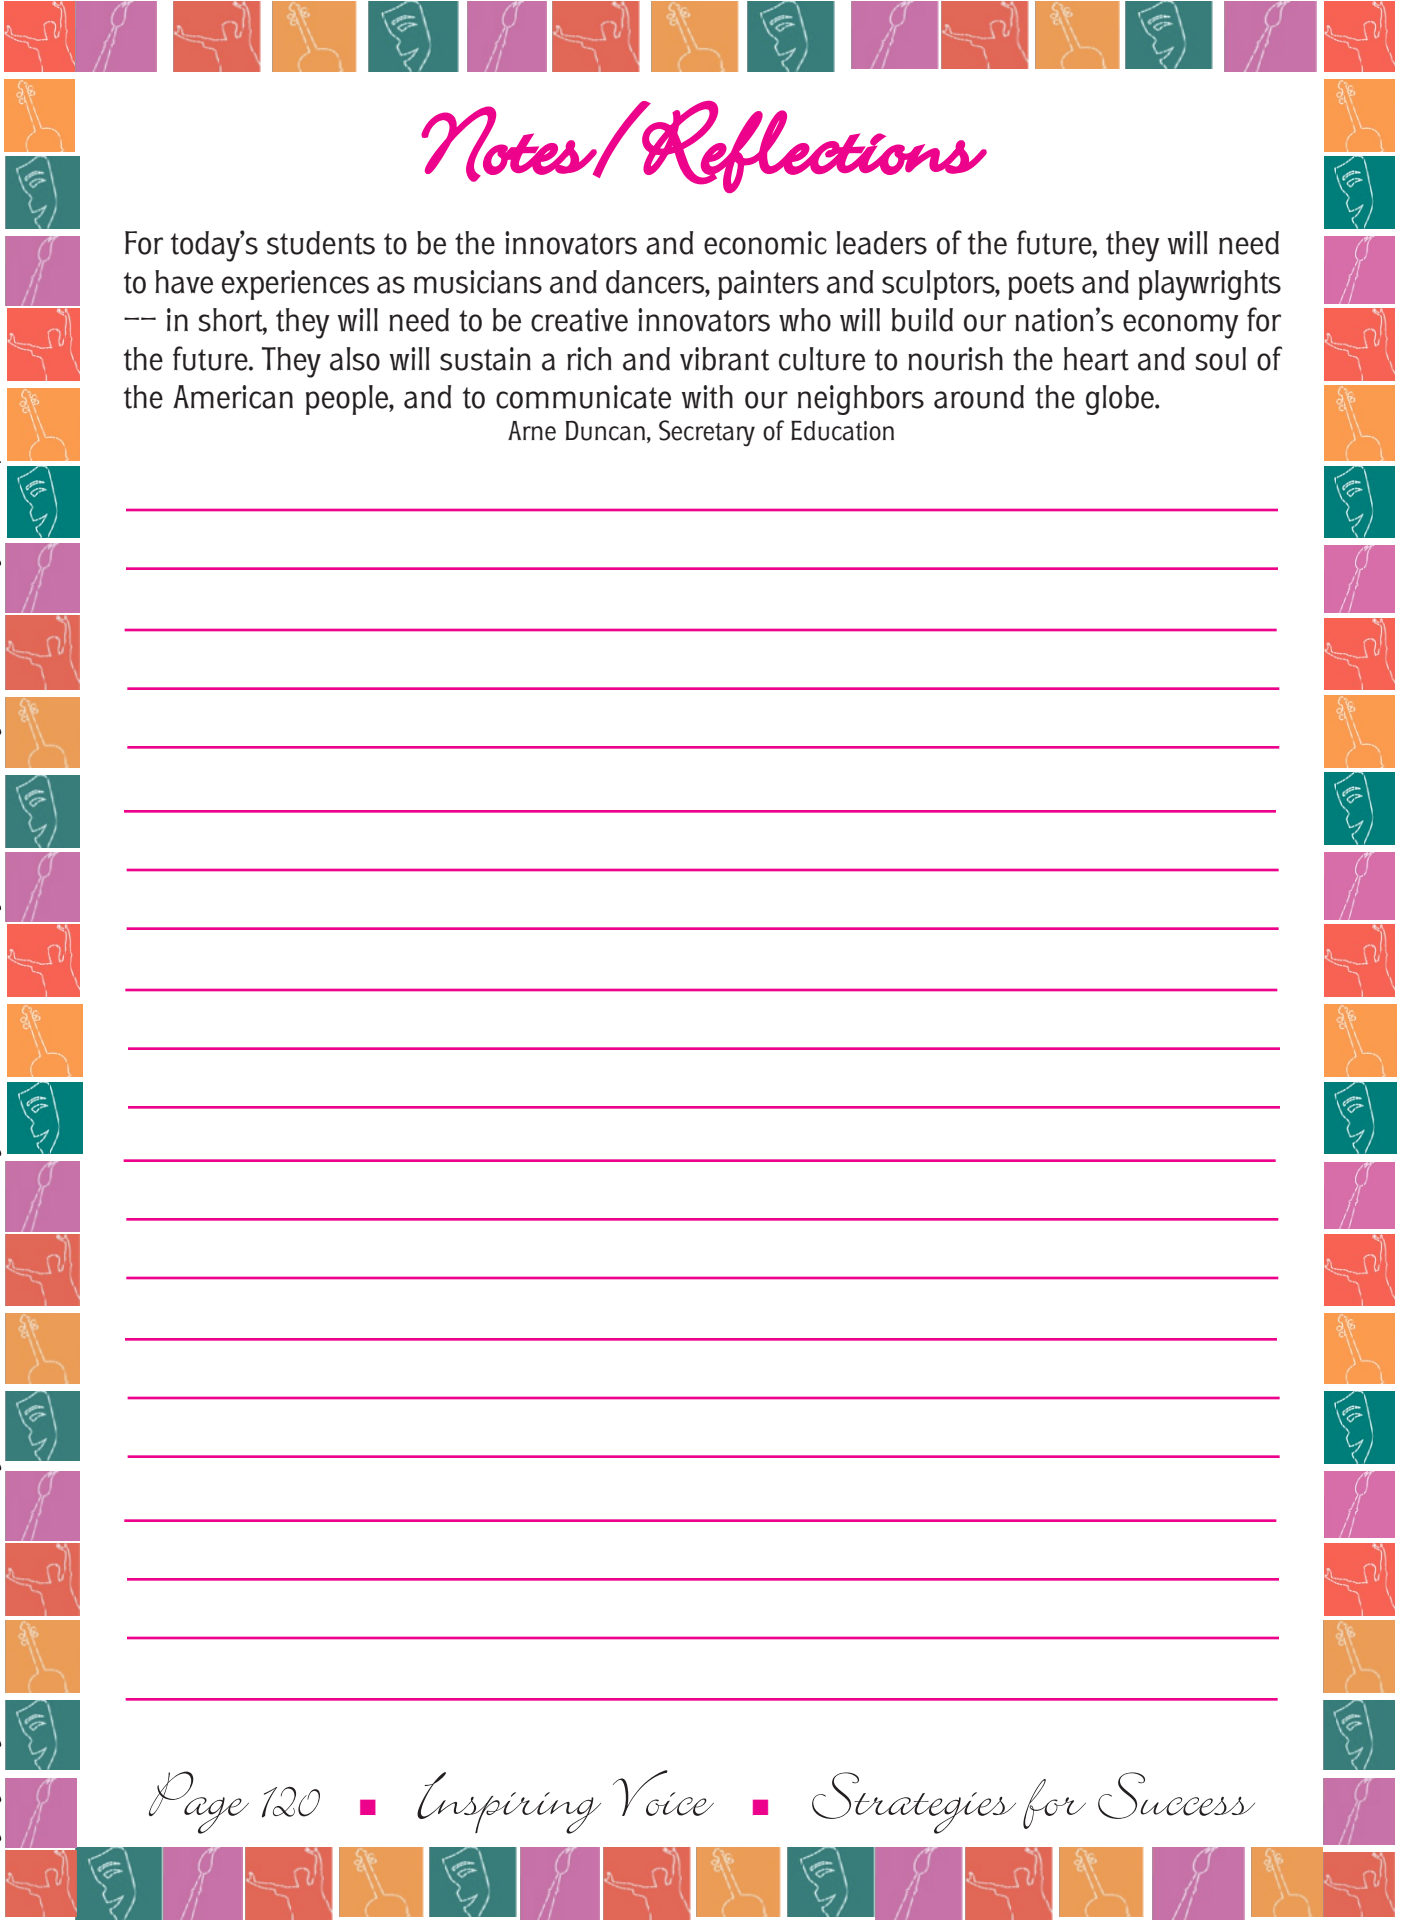 Notes/Reflections
For today’s students to be the innovators and economic leaders of the future, they will need
to have experiences as musicians and dancers, painters and sculptors, poets and playwrights
-- in short, they will need to be creative innovators who will build our nation’s economy for
the future. They also will sustain a rich and vibrant culture to nourish the heart and soul of
the American people, and to communicate with our neighbors around the globe.
Arne Duncan, Secretary of Education
Page 120 ▪ Inspiring Voice ▪ Strategies for Success